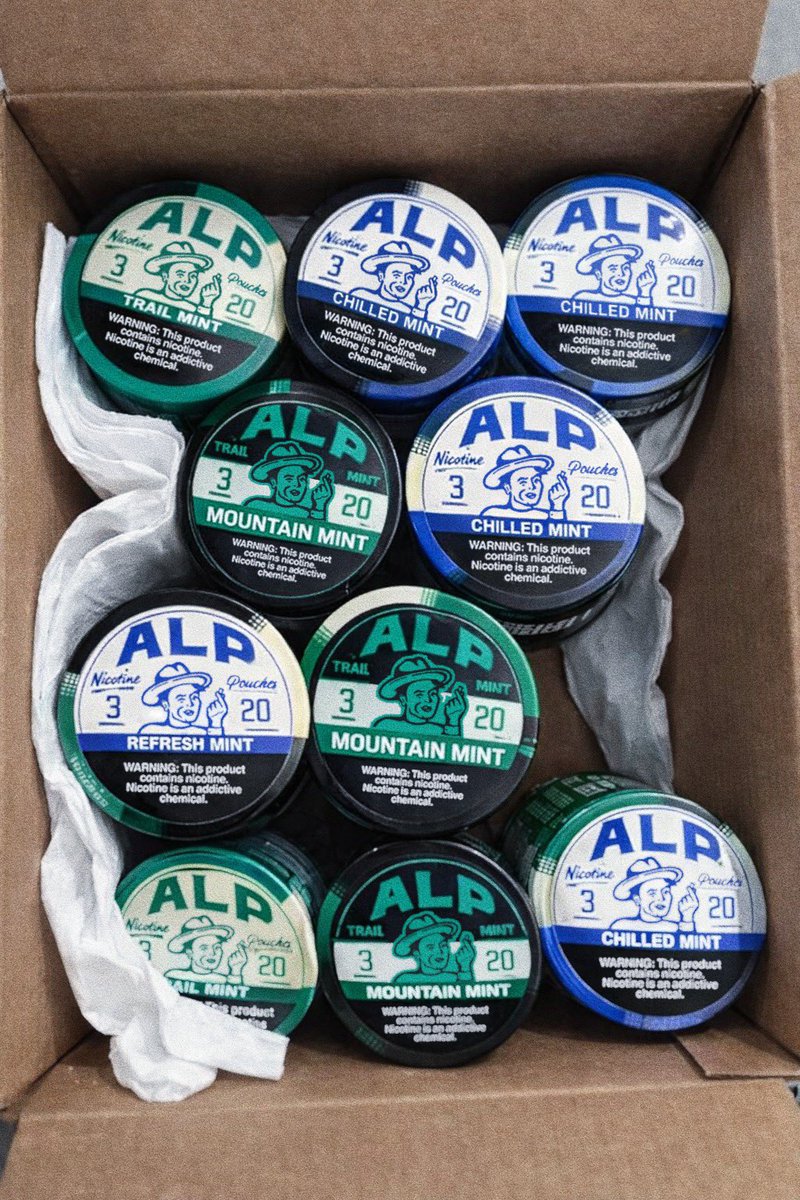 ALP
Nicotine
Pouches
3
20
TRAIL MINT
WARNING: This product
contains nicotine.
Nicotine is an addictive
chemical.
ALP
Nicotine
Pouches
3
20
CHILLED MINT
WARNING: This product
contains nicotine.
Nicotine is an addictive
chemical.
ALP
Nicotine
Pouches
3
20
CHILLED MINT
WARNING: This product
contains nicotine.
Nicotine is an addictive
chemical.
ALP
TRAIL
MINT
3
20
MOUNTAIN MINT
WARNING: This product
contains nicotine.
Nicotine is an addictive
chemical.
ALP
Nicotine
Pouches
3
20
CHILLED MINT
WARNING: This product
contains nicotine.
Nicotine is an addictive
chemical.
ALP
Nicotine
Pouches
3
20
REFRESH MINT
WARNING: This product
contains nicotine.
Nicotine is an addictive
chemical.
ALP
TRAIL
MINT
3
20
MOUNTAIN MINT
WARNING: This product
contains nicotine.
Nicotine is an addictive
chemical.
ALP
Nicotine
Pouches
3
20
AIL MINT
This product
nicotine.
ALP
TRAIL
MINT
3
20
MOUNTAIN MINT
WARNING: This product
contains nicotine.
Nicotine is an addictive
chemical.
ALP
Nicotine
Pouches
3
20
CHILLED MINT
WARNING: This product
contains nicotine.
Nicotine is an addictive
chemical.